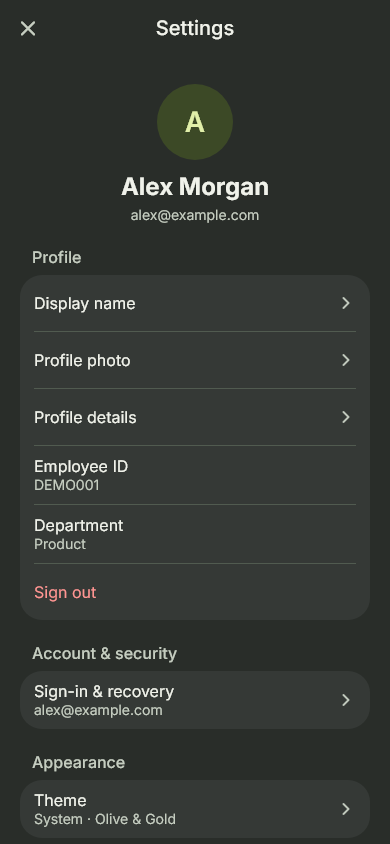 Settings
A
Alex Morgan
alex@example.com
Profile
Display name
Profile photo
Profile details
Employee ID
DEMO001
Department
Product
Sign out
Account & security
Sign-in & recovery
alex@example.com
Appearance
Theme
System · Olive & Gold